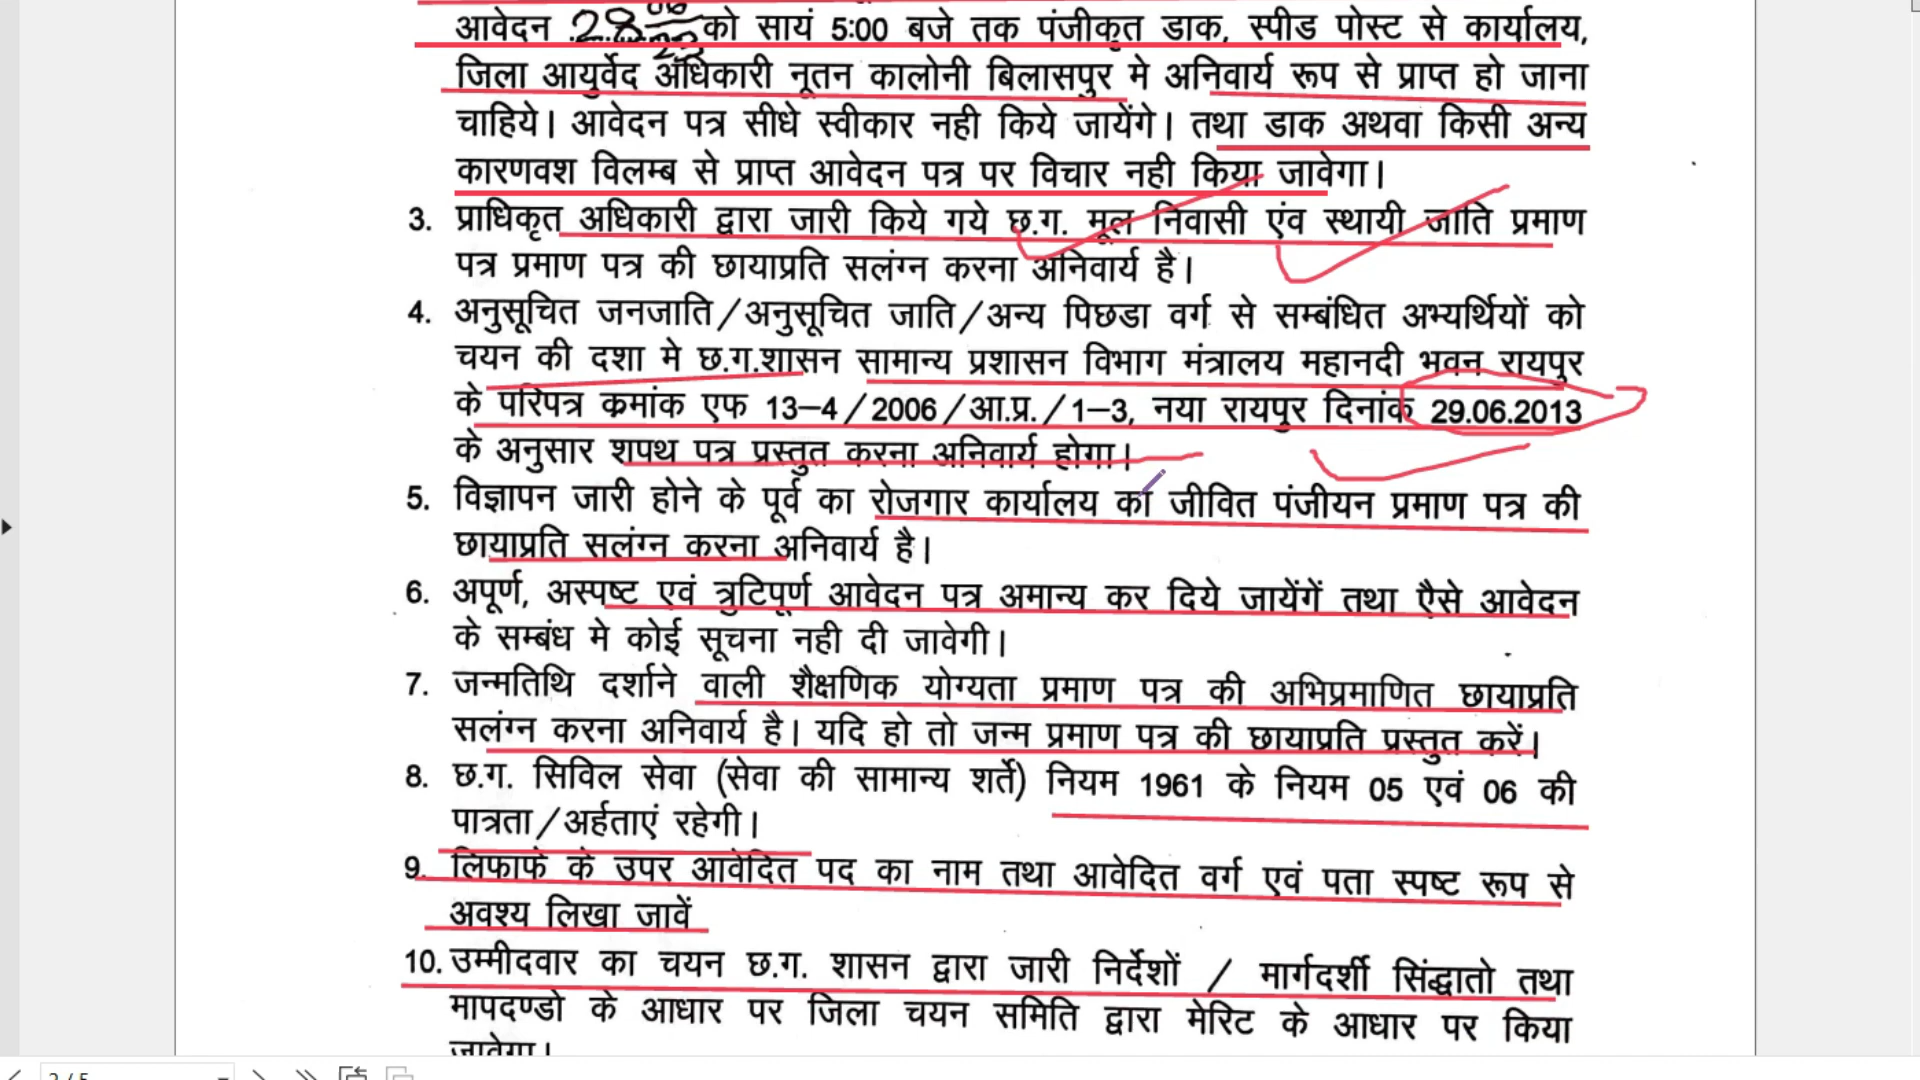 आवेदन 28 06 को सायं 5:00 बजे तक पंजीकृत डाक, स्पीड पोस्ट से कार्यालय,
जिला आयुर्वेद अधिकारी नूतन कालोनी बिलासपुर मे अनिवार्य रूप से प्राप्त हो जाना
चाहिये। आवेदन पत्र सीधे स्वीकार नही किये जायेंगे। तथा डाक अथवा किसी अन्य
कारणवश विलम्ब से प्राप्त आवेदन पत्र पर विचार नही किया जावेगा।
3. प्राधिकृत अधिकारी द्वारा जारी किये गये छ.ग. मूल निवासी एंव स्थायी जाति प्रमाण
पत्र प्रमाण पत्र की छायाप्रति सलंग्न करना अनिवार्य है।
4. अनुसूचित जनजाति/अनुसूचित जाति/अन्य पिछडा वर्ग से सम्बंधित अभ्यर्थियों को
चयन की दशा मे छ.ग.शासन सामान्य प्रशासन विभाग मंत्रालय महानदी भवन रायपुर
के परिपत्र क्रमांक एफ 13–4/2006/आ.प्र./1–3, नया रायपुर दिनांक 29.06.2013
के अनुसार शपथ पत्र प्रस्तुत करना अनिवार्य होगा।
5. विज्ञापन जारी होने के पूर्व का रोजगार कार्यालय का जीवित पंजीयन प्रमाण पत्र की
छायाप्रति सलंग्न करना अनिवार्य है।
6. अपूर्ण, अस्पष्ट एवं त्रुटिपूर्ण आवेदन पत्र अमान्य कर दिये जायेंगें तथा एैसे आवेदन
के सम्बंध मे कोई सूचना नही दी जावेगी।
7. जन्मतिथि दर्शाने वाली शैक्षणिक योग्यता प्रमाण पत्र की अभिप्रमाणित छायाप्रति
सलंग्न करना अनिवार्य है। यदि हो तो जन्म प्रमाण पत्र की छायाप्रति प्रस्तुत करें।
8. छ.ग. सिविल सेवा (सेवा की सामान्य शर्ते) नियम 1961 के नियम 05 एवं 06 की
पात्रता/अर्हताएं रहेगी।
9. लिफाफे के उपर आवेदित पद का नाम तथा आवेदित वर्ग एवं पता स्पष्ट रूप से
अवश्य लिखा जावें
10. उम्मीदवार का चयन छ.ग. शासन द्वारा जारी निर्देशों / मार्गदर्शी सिंद्धातो तथा
मापदण्डो के आधार पर जिला चयन समिति द्वारा मेरिट के आधार पर किया
जावेगा।
2 / 5